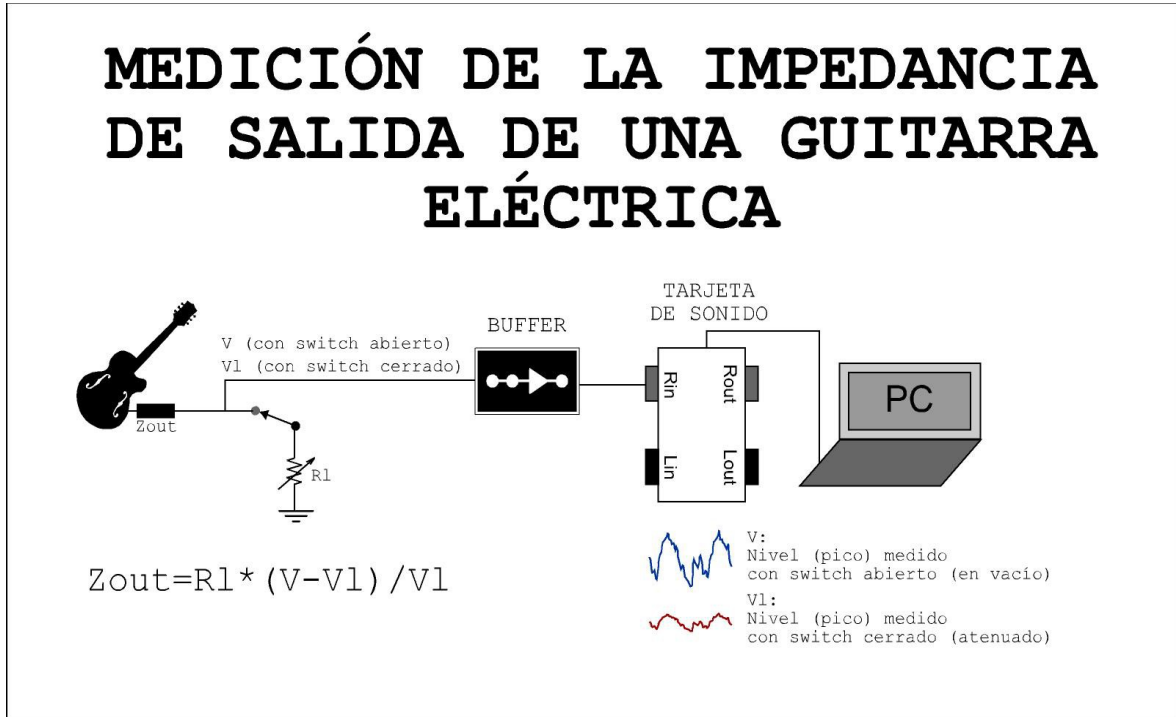 MEDICIÓN DE LA IMPEDANCIA
DE SALIDA DE UNA GUITARRA
ELÉCTRICA
TARJETA
DE SONIDO
BUFFER
V (con switch abierto)
Vl (con switch cerrado)
Zout
Rl
Rin
Rout
Lin
Lout
PC
Zout=Rl*(V-Vl)/Vl
V:
Nivel (pico) medido
con switch abierto (en vacío)
Vl:
Nivel (pico) medido
con switch cerrado (atenuado)